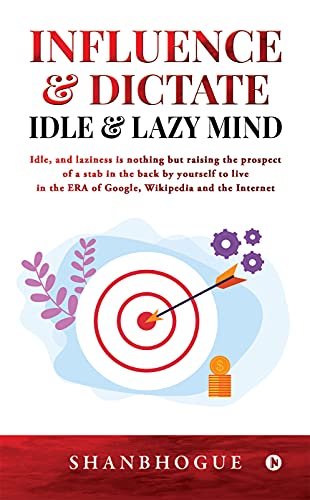 INFLUENCE
& DICTATE
IDLE & LAZY MIND
Idle, and laziness is nothing but raising the prospect
of a stab in the back by yourself to live
in the ERA of Google, Wikipedia and the Internet
$
SHANBHOGUE
N